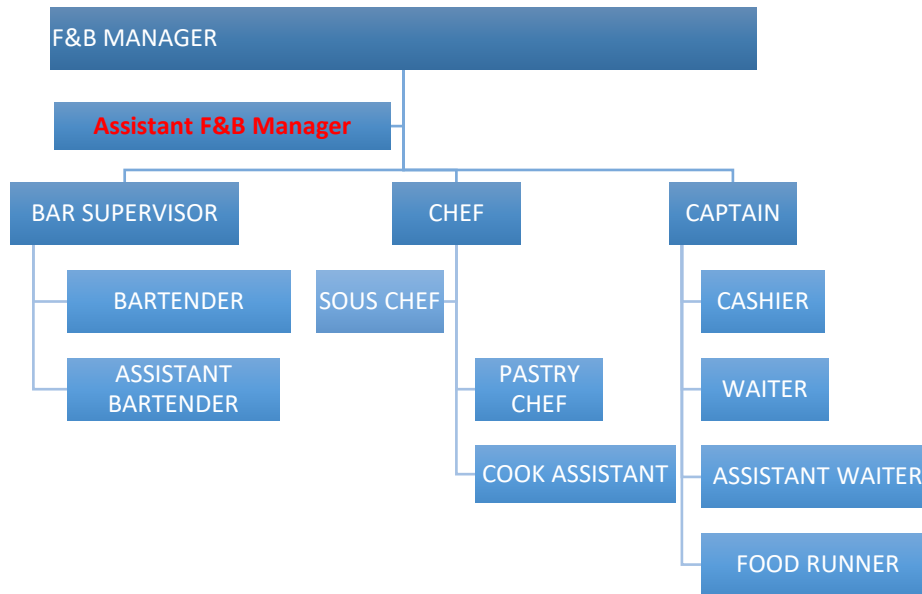 F&B MANAGER
Assistant F&B Manager
BAR SUPERVISOR
CHEF
CAPTAIN
BARTENDER
SOUS CHEF
CASHIER
ASSISTANT
BARTENDER
PASTRY
CHEF
WAITER
COOK ASSISTANT
ASSISTANT WAITER
FOOD RUNNER